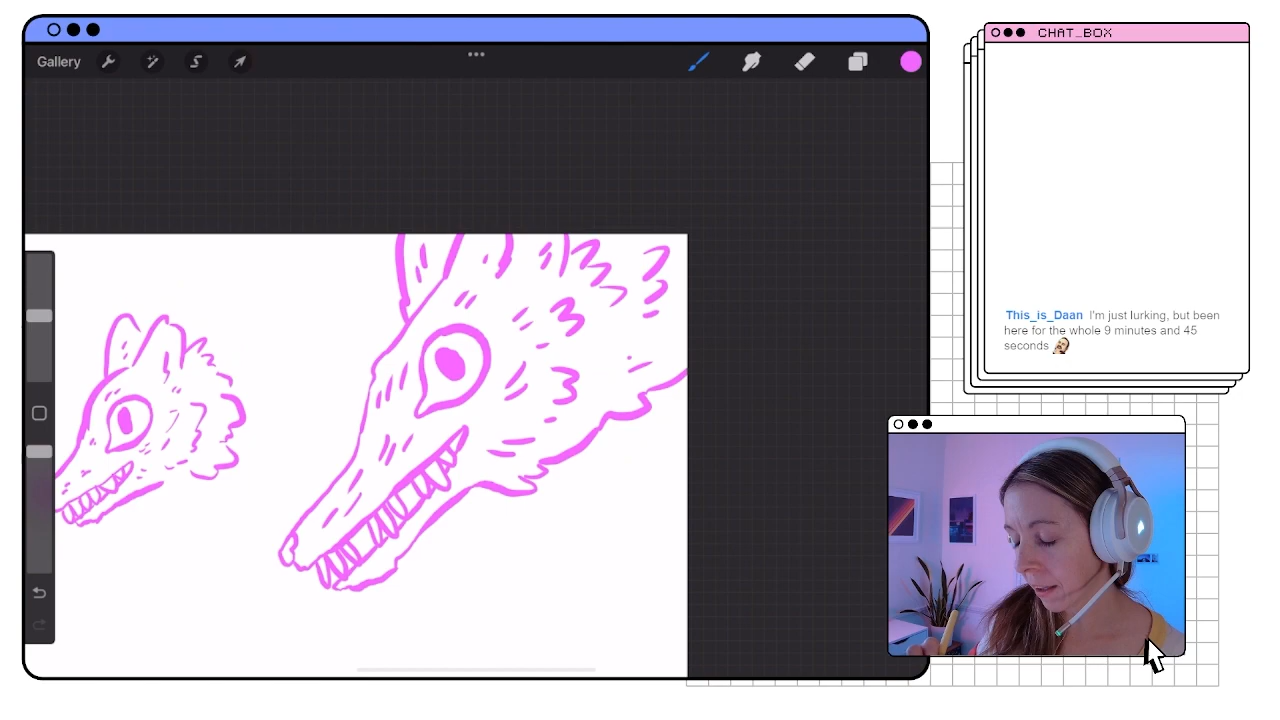 Gallery
CHAT_BOX
This_is_Daan I'm just lurking, but been
here for the whole 9 minutes and 45
seconds